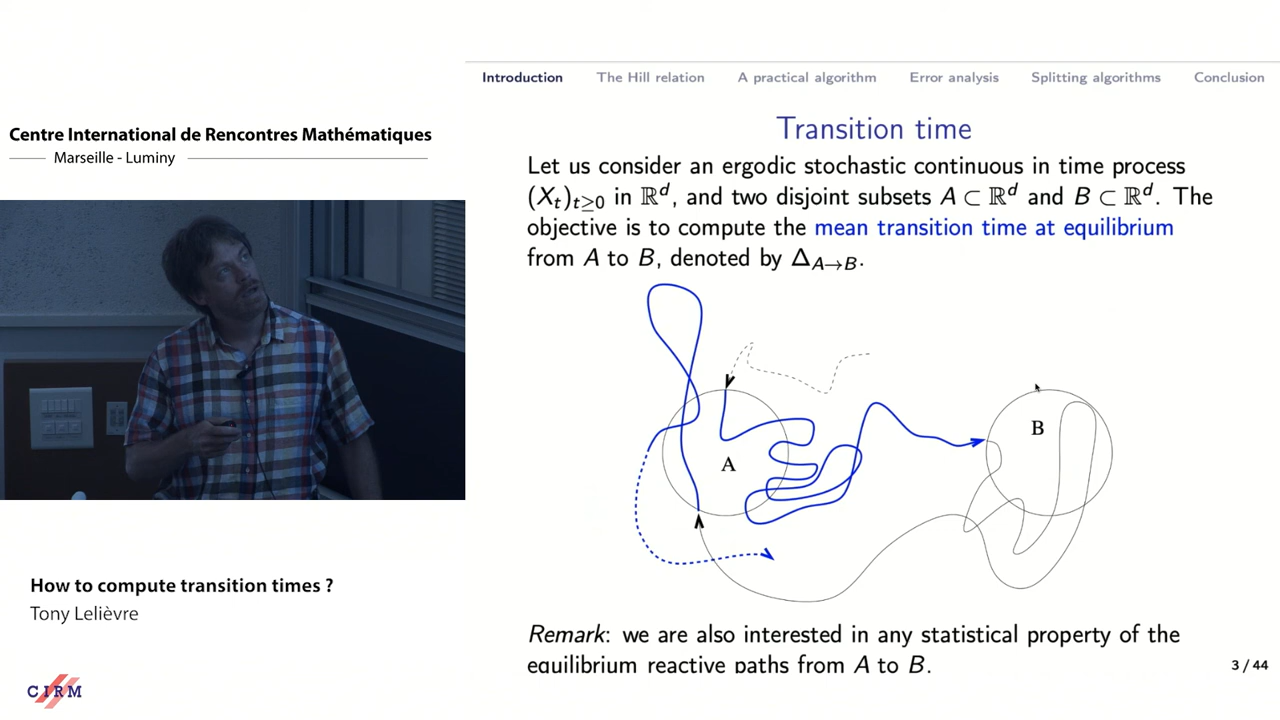 Centre International de Rencontres Mathématiques
Marseille - Luminy
How to compute transition times ?
Tony Lelièvre
CIRM
Introduction The Hill relation A practical algorithm Error analysis Splitting algorithms Conclusion
Transition time
Let us consider an ergodic stochastic continuous in time process
(Xₜ)ₜ≥₀ in ℝᵈ, and two disjoint subsets A ⊂ ℝᵈ and B ⊂ ℝᵈ. The
objective is to compute the mean transition time at equilibrium
from A to B, denoted by Δ_{A→B}.
A
B
Remark: we are also interested in any statistical property of the
equilibrium reactive paths from A to B.
3 / 44